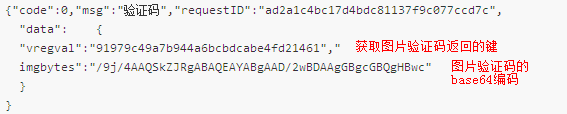 {"code":0,"msg":"验证码","requestID":"ad2a1c4bc17d4bdc81137f9c077ccd7c",
"data": {
"vregval":"91979c49a7b944a6bcbdcabe4fd21461"," 获取图片验证码返回的键
imgbytes":"/9j/4AAQSkZJRgABAQEAYABgAAD/2wBDAAgGBgcGBQgHBwc" 图片验证码的
base64编码
}
}